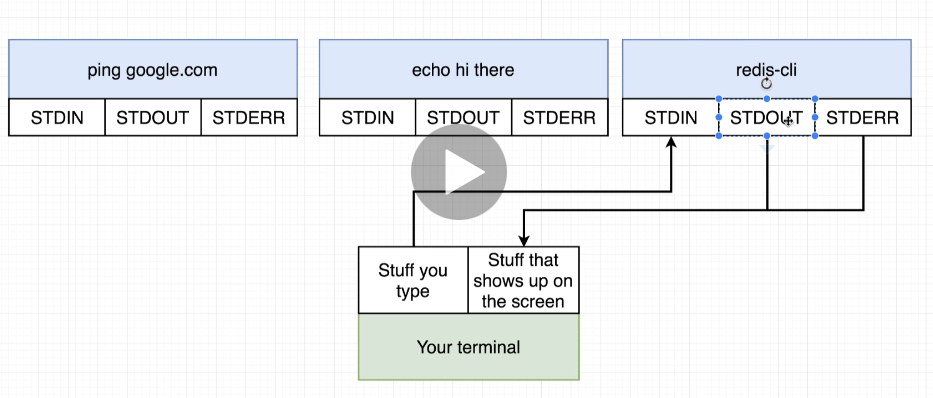 ping google.com
echo hi there
redis-cli
STDIN
STDOUT
STDERR
STDIN
STDOUT
STDERR
STDIN
STDOUT
STDERR
Stuff you
type
Stuff that
shows up on
the screen
Your terminal